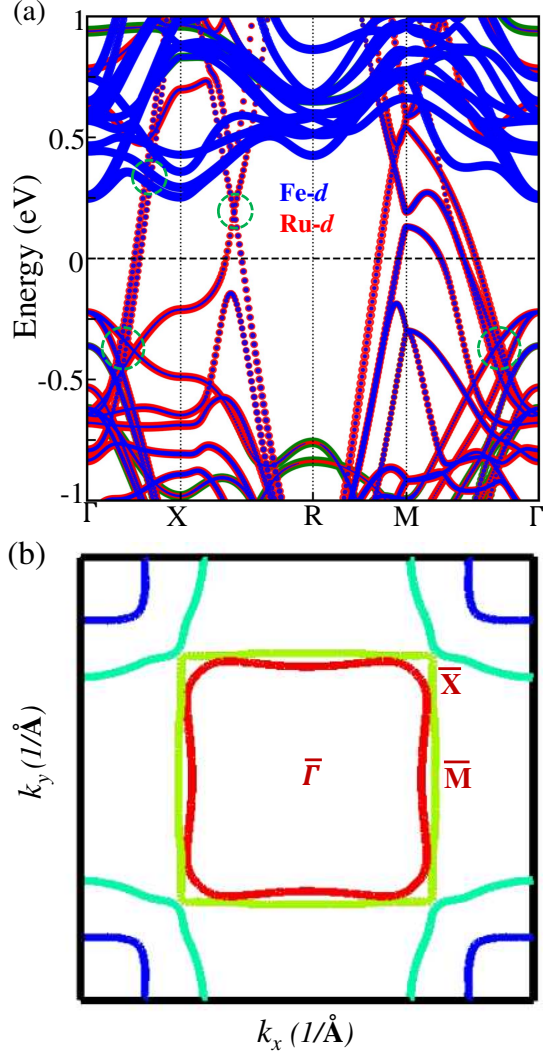 (a)
1
0.5
0
-0.5
-1
Energy (eV)
Fe-d
Ru-d
Γ X R M Γ
(b)
X̅
Γ̅
M̅
k_y (1/Å)
k_x (1/Å)